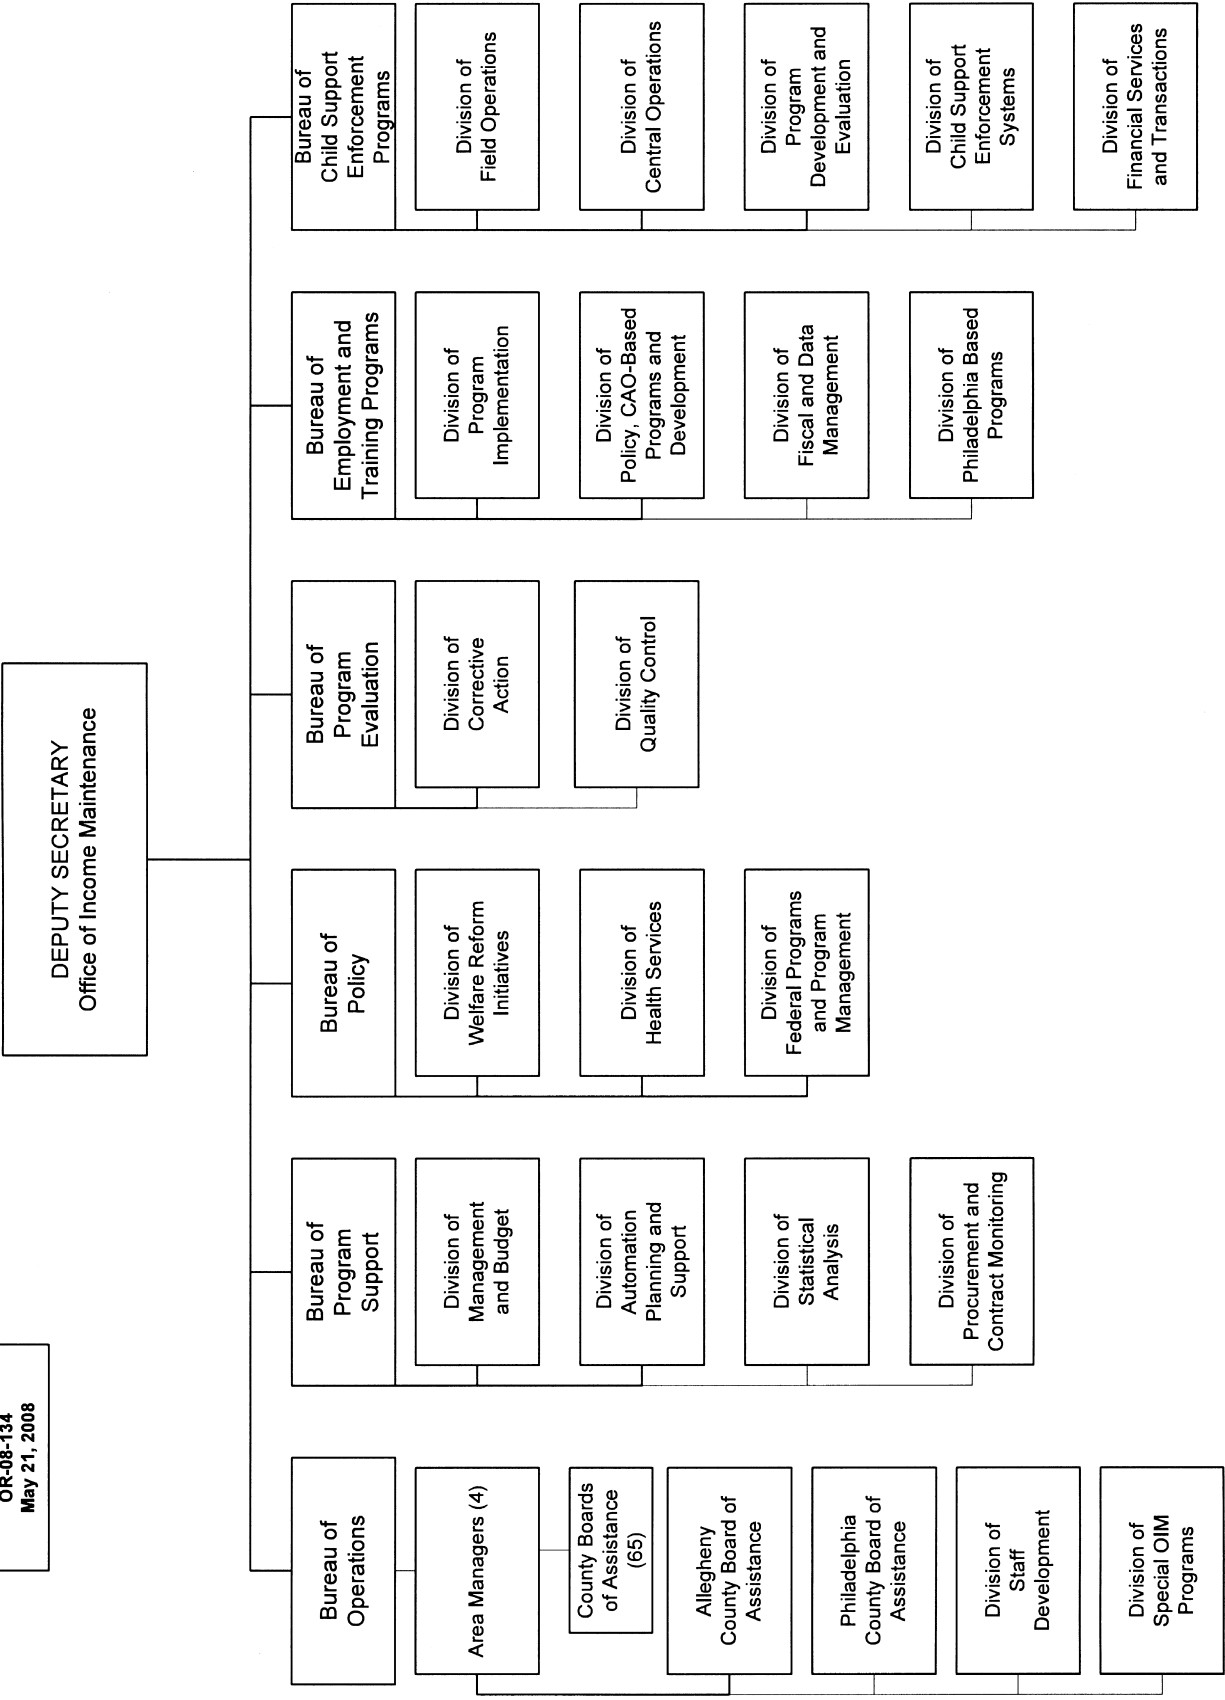 OR-08-134
May 21, 2008
DEPUTY SECRETARY
Office of Income Maintenance
Bureau of
Operations
Area Managers (4)
County Boards
of Assistance
(65)
Allegheny
County Board of
Assistance
Philadelphia
County Board of
Assistance
Division of
Staff
Development
Division of
Special OIM
Programs
Bureau of
Program
Support
Division of
Management
and Budget
Division of
Automation
Planning and
Support
Division of
Statistical
Analysis
Division of
Procurement and
Contract Monitoring
Bureau of
Policy
Division of
Welfare Reform
Initiatives
Division of
Health Services
Division of
Federal Programs
and Program
Management
Bureau of
Program
Evaluation
Division of
Corrective
Action
Division of
Quality Control
Bureau of
Employment and
Training Programs
Division of
Program
Implementation
Division of
Policy, CAO-Based
Programs and
Development
Division of
Fiscal and Data
Management
Division of
Philadelphia Based
Programs
Bureau of
Child Support
Enforcement
Programs
Division of
Field Operations
Division of
Central Operations
Division of
Program
Development and
Evaluation
Division of
Child Support
Enforcement
Systems
Division of
Financial Services
and Transactions